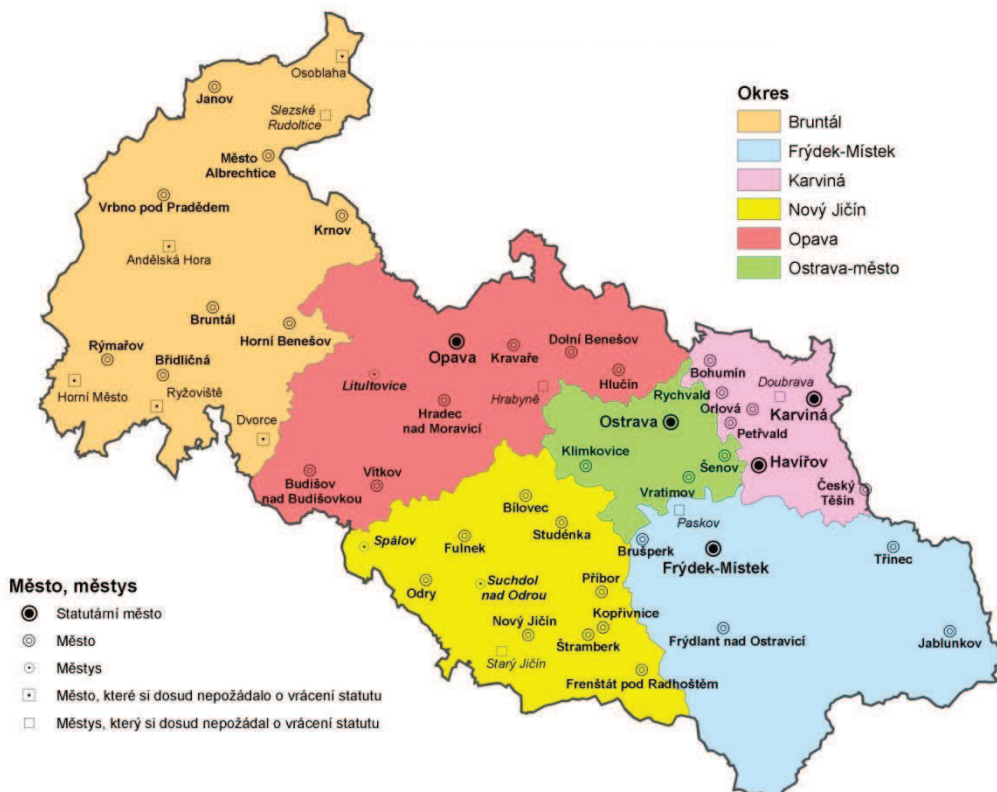 Osoblaha
Janov
Slezské
Rudoltice
Město
Albrechtice
Vrbno pod Pradědem
Krnov
Andělská Hora
Bruntál
Horní Benešov
Rýmařov
Břidličná
Horní Město
Ryžoviště
Dvorce
Opava
Kravaře
Dolní Benešov
Litultovice
Hrabyně
Hlučín
Hradec
nad Moravicí
Budišov
nad Budišovkou
Vítkov
Bohumín
Doubrava
Rychvald
Orlová
Karviná
Petřvald
Havířov
Český
Těšín
Ostrava
Klimkovice
Šenov
Vratimov
Paskov
Bílovec
Studénka
Spálov
Fulnek
Odry
Suchdol
nad Odrou
Příbor
Kopřivnice
Nový Jičín
Štramberk
Starý Jičín
Frenštát pod Radhoštěm
Brušperk
Frýdek-Místek
Třinec
Frýdlant nad Ostravicí
Jablunkov
Okres
Bruntál
Frýdek-Místek
Karviná
Nový Jičín
Opava
Ostrava-město
Město, městys
Statutární město
Město
Městys
Město, které si dosud nepožádalo o vrácení statutu
Městys, který si dosud nepožádal o vrácení statutu